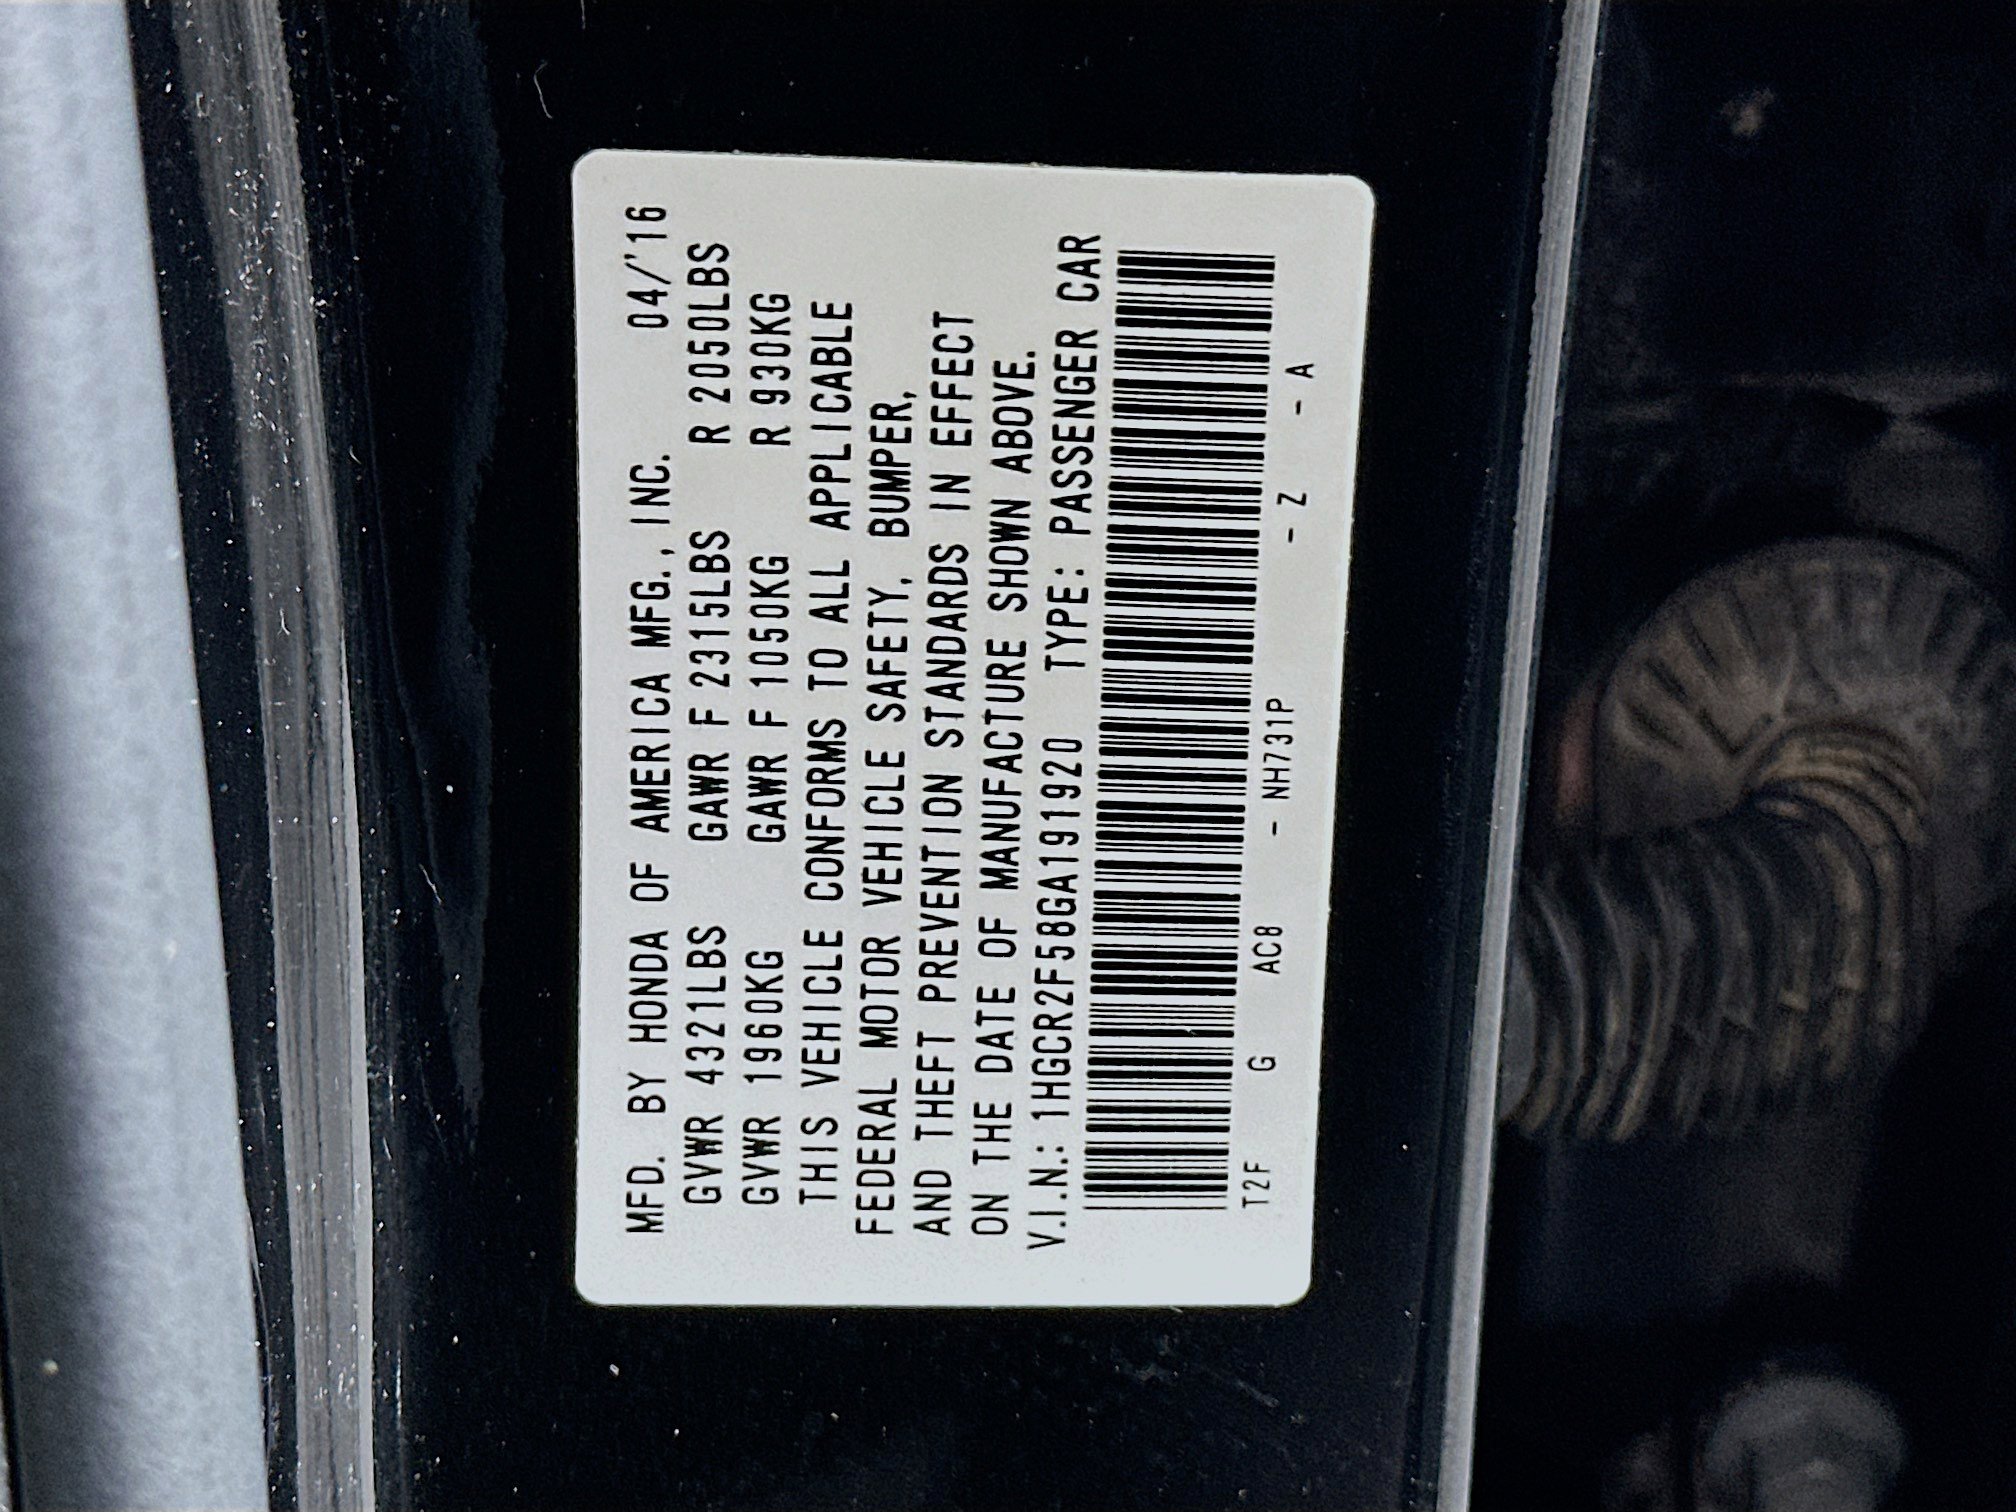 MFD. BY HONDA OF AMERICA MFG., INC. 04/'16
GVWR 4321LBS GAWR F 2315LBS R 2050LBS
GVWR 1960KG GAWR F 1050KG R 930KG
THIS VEHICLE CONFORMS TO ALL APPLICABLE
FEDERAL MOTOR VEHICLE SAFETY, BUMPER,
AND THEFT PREVENTION STANDARDS IN EFFECT
ON THE DATE OF MANUFACTURE SHOWN ABOVE.
V.I.N.: 1HGCR2F58GA191920 TYPE: PASSENGER CAR
T2F G AC8 - NH731P - Z - A